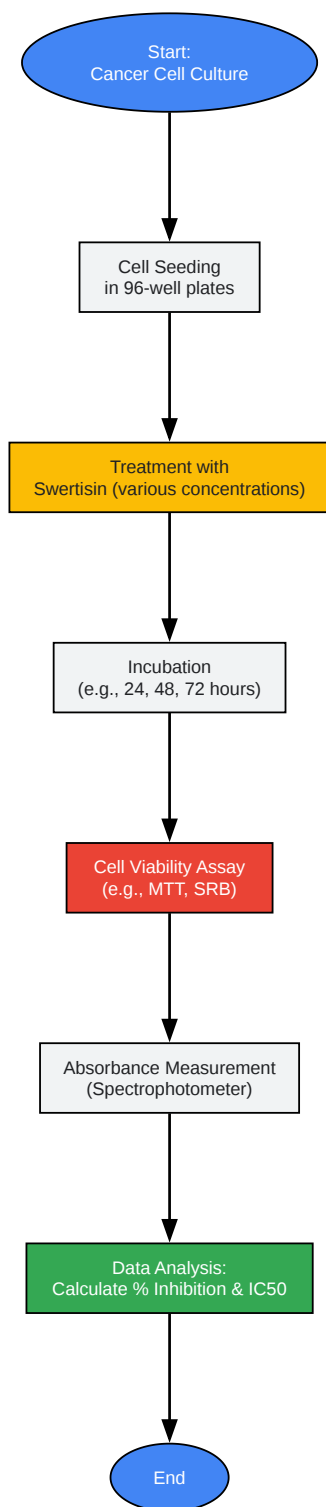 Start:
Cancer Cell Culture
Cell Seeding
in 96-well plates
Treatment with
Swertisin (various concentrations)
Incubation
(e.g., 24, 48, 72 hours)
Cell Viability Assay
(e.g., MTT, SRB)
Absorbance Measurement
(Spectrophotometer)
Data Analysis:
Calculate % Inhibition & IC50
End